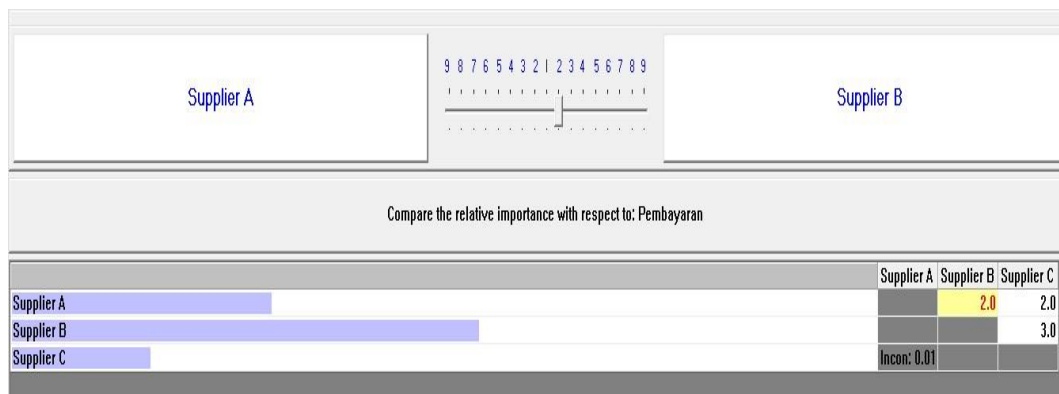 Supplier A
9 8 7 6 5 4 3 2 1 2 3 4 5 6 7 8 9
Supplier B
Compare the relative importance with respect to: Pembayaran
Supplier A Supplier B Supplier C
Supplier A 2.0 2.0
Supplier B 3.0
Supplier C Incon: 0.01